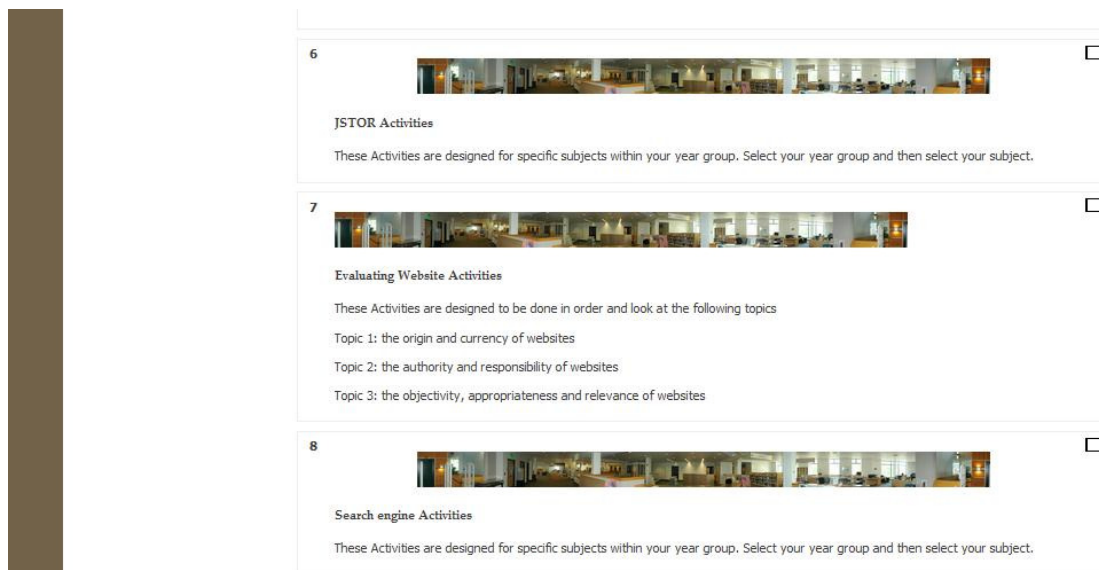 6
JSTOR Activities
These Activities are designed for specific subjects within your year group. Select your year group and then select your subject.
7
Evaluating Website Activities
These Activities are designed to be done in order and look at the following topics
Topic 1: the origin and currency of websites
Topic 2: the authority and responsibility of websites
Topic 3: the objectivity, appropriateness and relevance of websites
8
Search engine Activities
These Activities are designed for specific subjects within your year group. Select your year group and then select your subject.